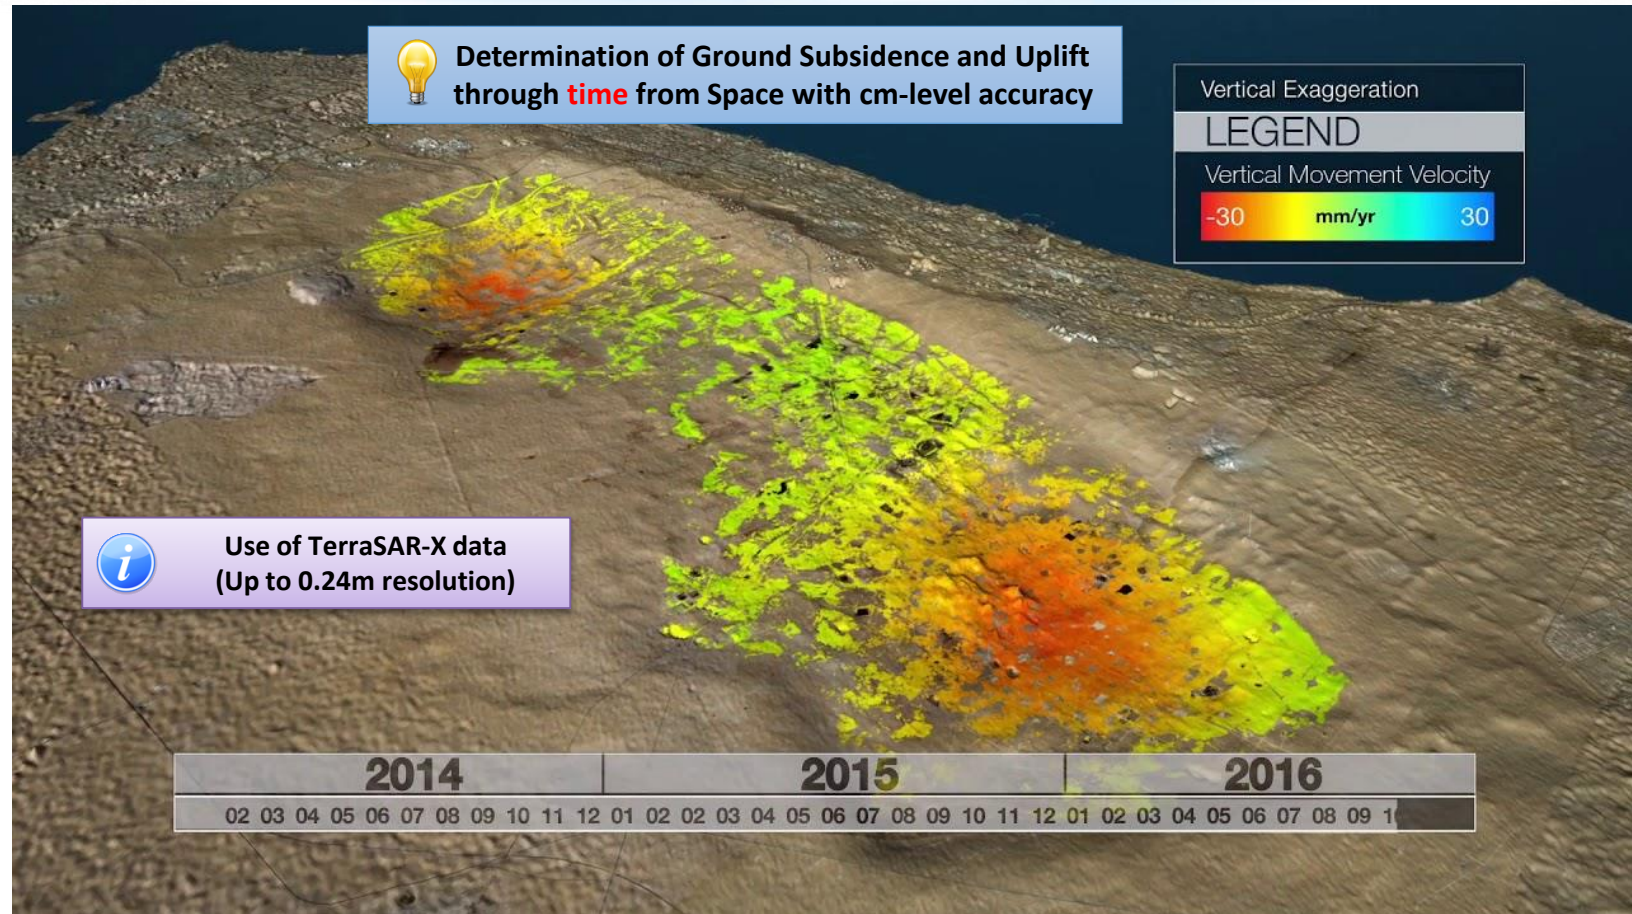 Determination of Ground Subsidence and Uplift
through time from Space with cm-level accuracy
Vertical Exaggeration
LEGEND
Vertical Movement Velocity
-30 mm/yr 30
i
Use of TerraSAR-X data
(Up to 0.24m resolution)
2014 2015 2016
02 03 04 05 06 07 08 09 10 11 12 01 02 02 03 04 05 06 07 08 09 10 11 12 01 02 03 04 05 06 07 08 09